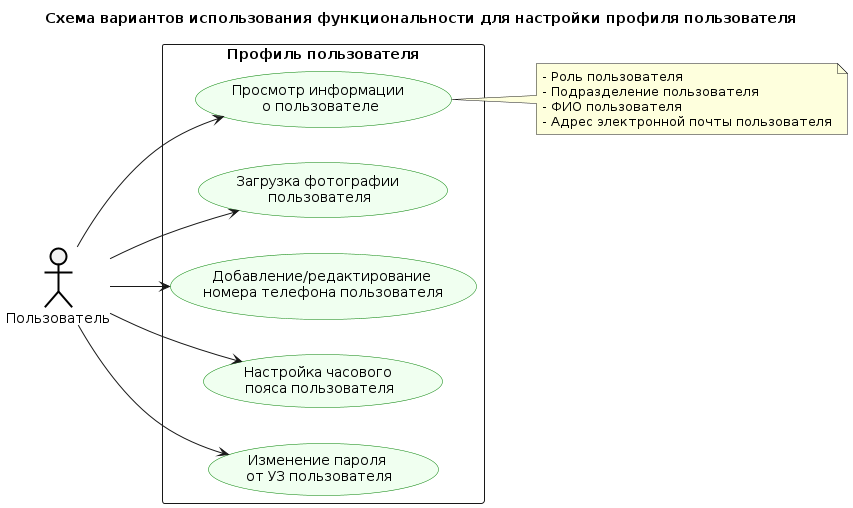 Схема вариантов использования функциональности для настройки профиля пользователя
Профиль пользователя
Просмотр информации
о пользователе
- Роль пользователя
- Подразделение пользователя
- ФИО пользователя
- Адрес электронной почты пользователя
Загрузка фотографии
пользователя
Добавление/редактирование
номера телефона пользователя
Пользователь
Настройка часового
пояса пользователя
Изменение пароля
от УЗ пользователя